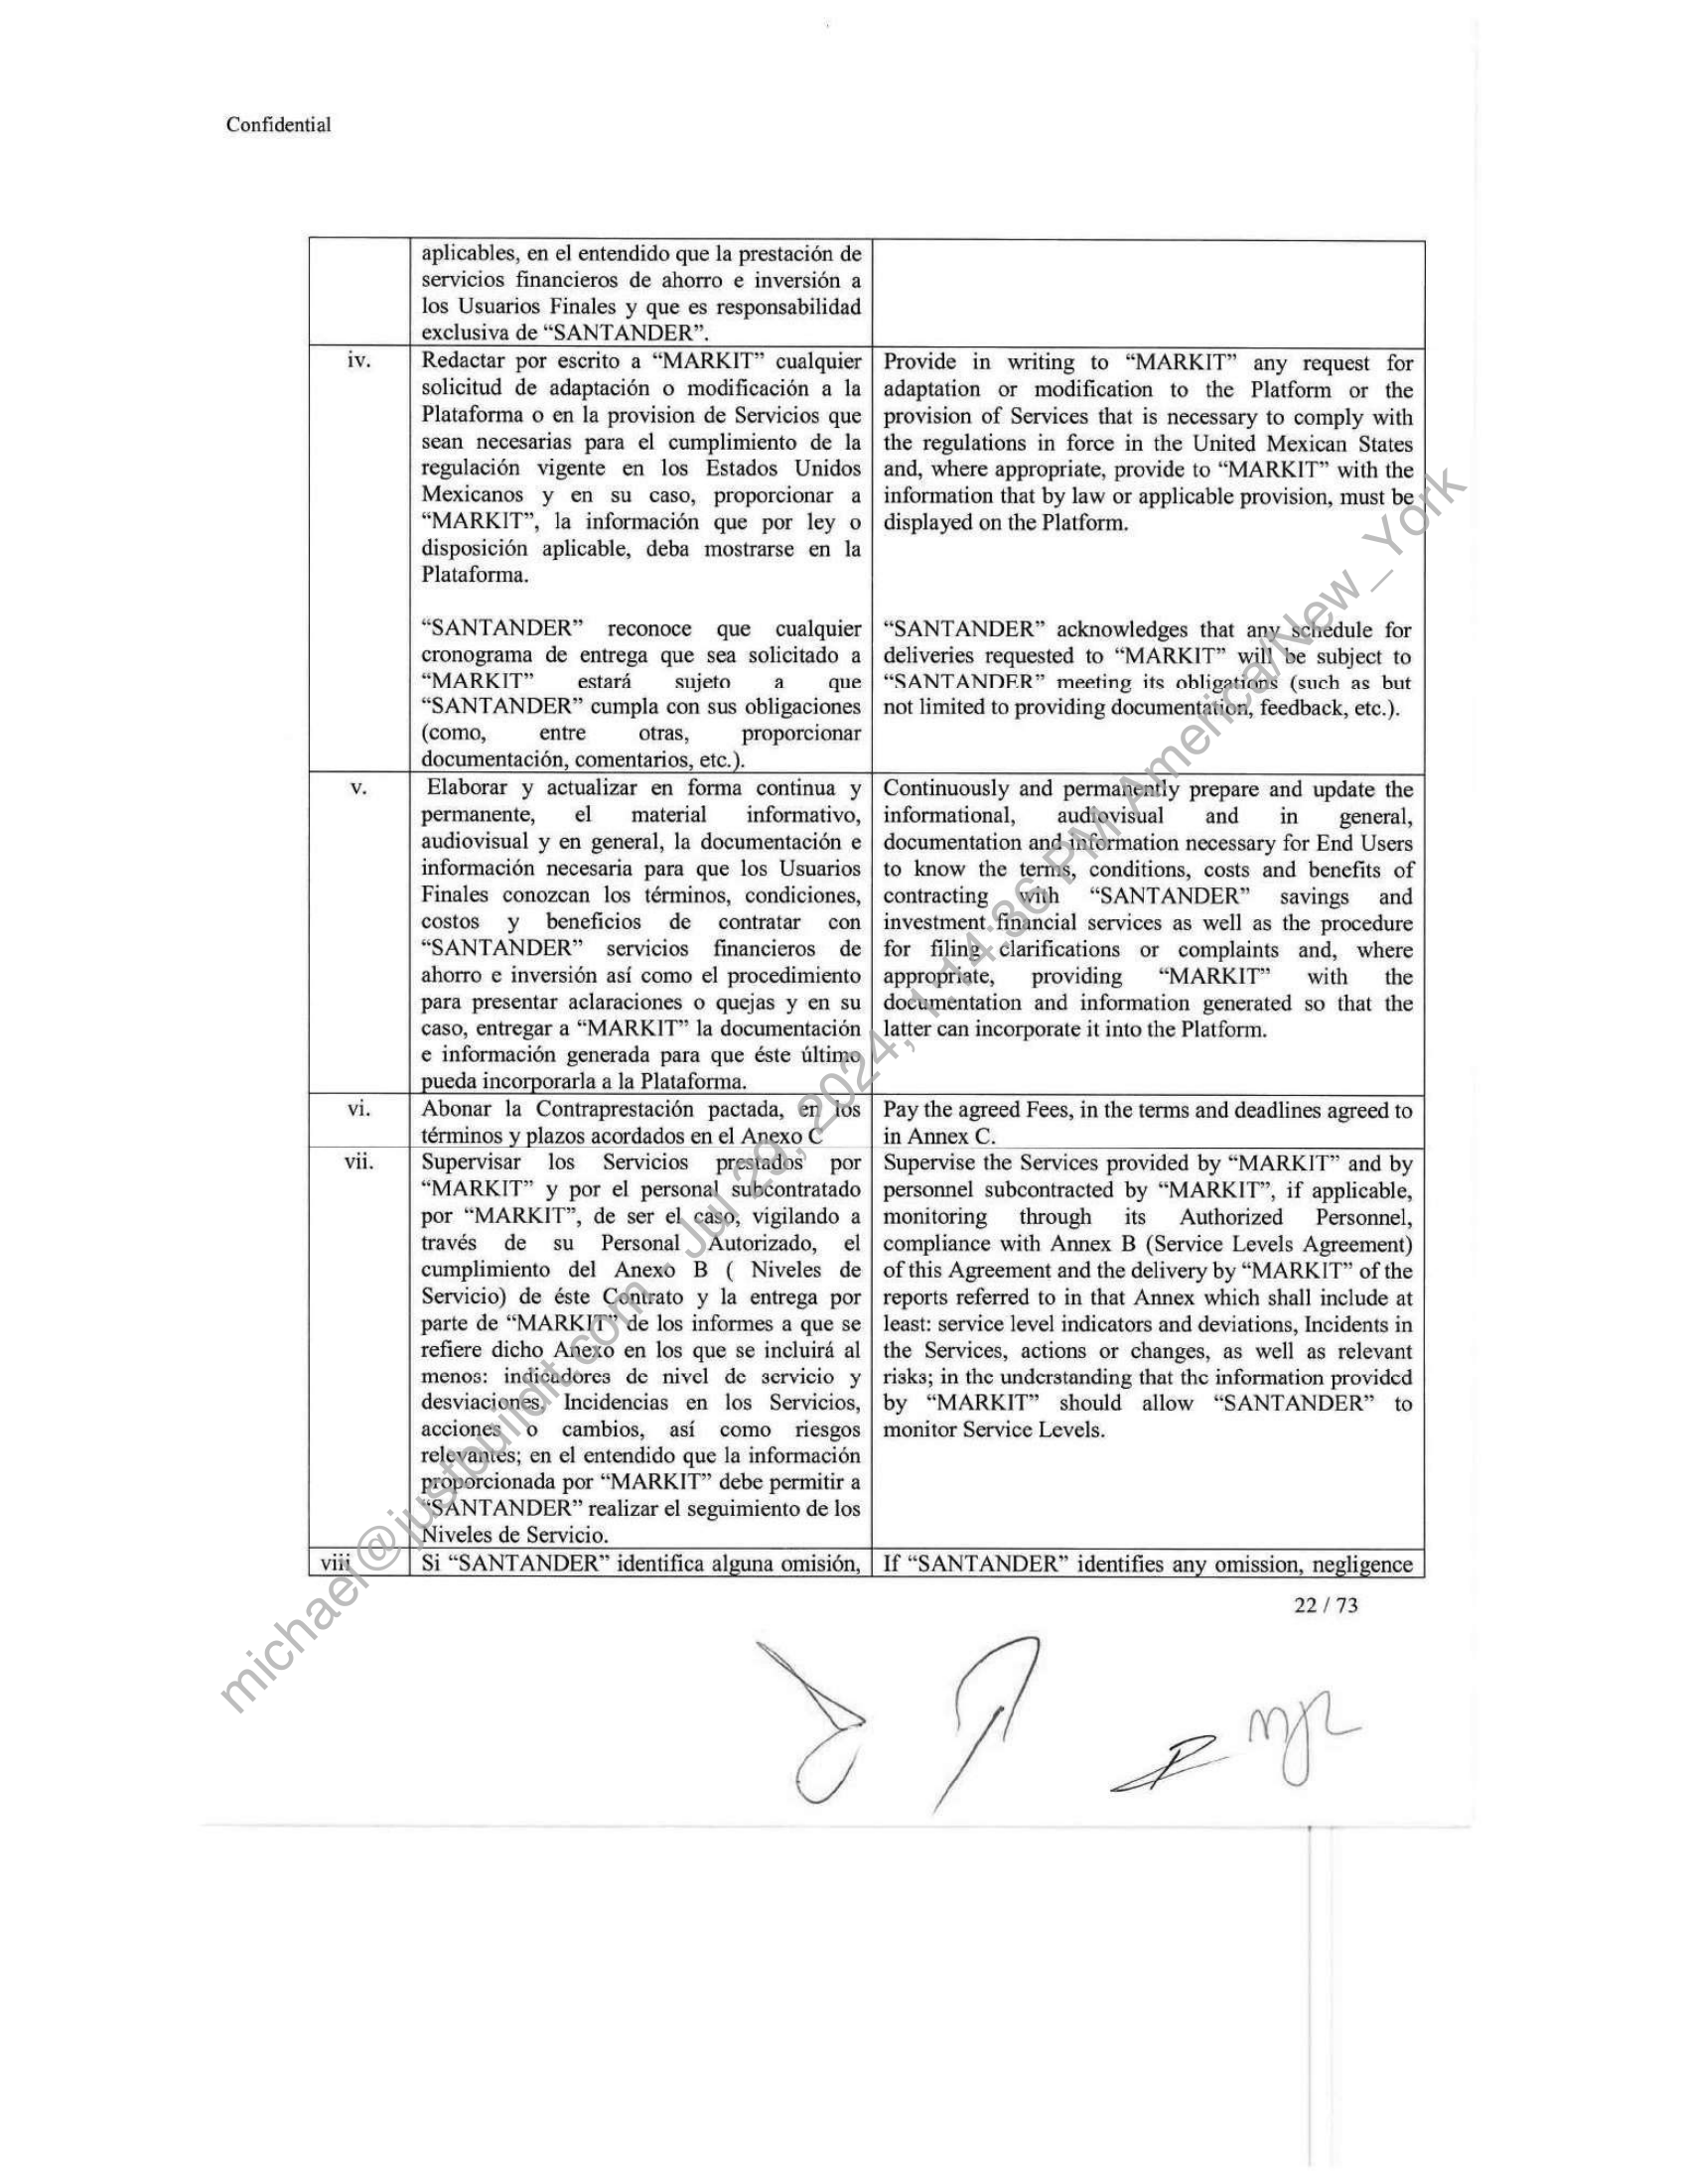 Confidential
aplicables, en el entendido que la prestación de
servicios financieros de ahorro e inversión a
los Usuarios Finales y que es responsabilidad
exclusiva de “SANTANDER”.
iv.
Redactar por escrito a “MARKIT” cualquier
solicitud de adaptación o modificación a la
Plataforma o en la provision de Servicios que
sean necesarias para el cumplimiento de la
regulación vigente en los Estados Unidos
Mexicanos y en su caso, proporcionar a
“MARKIT”, la información que por ley o
disposición aplicable, deba mostrarse en la
Plataforma.
“SANTANDER” reconoce que cualquier
cronograma de entrega que sea solicitado a
“MARKIT” estará sujeto a que
“SANTANDER” cumpla con sus obligaciones
(como, entre otras, proporcionar
documentación, comentarios, etc.).
Provide in writing to “MARKIT” any request for
adaptation or modification to the Platform or the
provision of Services that is necessary to comply with
the regulations in force in the United Mexican States
and, where appropriate, provide to “MARKIT” with the
information that by law or applicable provision, must be
displayed on the Platform.
“SANTANDER” acknowledges that any schedule for
deliveries requested to “MARKIT” will be subject to
“SANTANDER” meeting its obligations (such as but
not limited to providing documentation, feedback, etc.).
v.
Elaborar y actualizar en forma continua y
permanente, el material informativo,
audiovisual y en general, la documentación e
información necesaria para que los Usuarios
Finales conozcan los términos, condiciones,
costos y beneficios de contratar con
“SANTANDER” servicios financieros de
ahorro e inversión así como el procedimiento
para presentar aclaraciones o quejas y en su
caso, entregar a “MARKIT” la documentación
e información generada para que éste último
pueda incorporarla a la Plataforma.
Continuously and permanently prepare and update the
informational, audiovisual and in general,
documentation and information necessary for End Users
to know the terms, conditions, costs and benefits of
contracting with “SANTANDER” savings and
investment financial services as well as the procedure
for filing clarifications or complaints and, where
appropriate, providing “MARKIT” with the
documentation and information generated so that the
latter can incorporate it into the Platform.
vi.
Abonar la Contraprestación pactada, en los
términos y plazos acordados en el Anexo C
Pay the agreed Fees, in the terms and deadlines agreed to
in Annex C.
vii.
Supervisar los Servicios prestados por
“MARKIT” y por el personal subcontratado
por “MARKIT”, de ser el caso, vigilando a
través de su Personal Autorizado, el
cumplimiento del Anexo B ( Niveles de
Servicio) de éste Contrato y la entrega por
parte de “MARKIT” de los informes a que se
refiere dicho Anexo en los que se incluirá al
menos: indicadores de nivel de servicio y
desviaciones, Incidencias en los Servicios,
acciones o cambios, así como riesgos
relevantes; en el entendido que la información
proporcionada por “MARKIT” debe permitir a
“SANTANDER” realizar el seguimiento de los
Niveles de Servicio.
Supervise the Services provided by “MARKIT” and by
personnel subcontracted by “MARKIT”, if applicable,
monitoring through its Authorized Personnel,
compliance with Annex B (Service Levels Agreement)
of this Agreement and the delivery by “MARKIT” of the
reports referred to in that Annex which shall include at
least: service level indicators and deviations, Incidents in
the Services, actions or changes, as well as relevant
risks; in the understanding that the information provided
by “MARKIT” should allow “SANTANDER” to
monitor Service Levels.
viii
Si “SANTANDER” identifica alguna omisión,
If “SANTANDER” identifies any omission, negligence
22 / 73
michael@justbuildit.com - Jul 29, 2024, 1:14:36 PM America/New_York